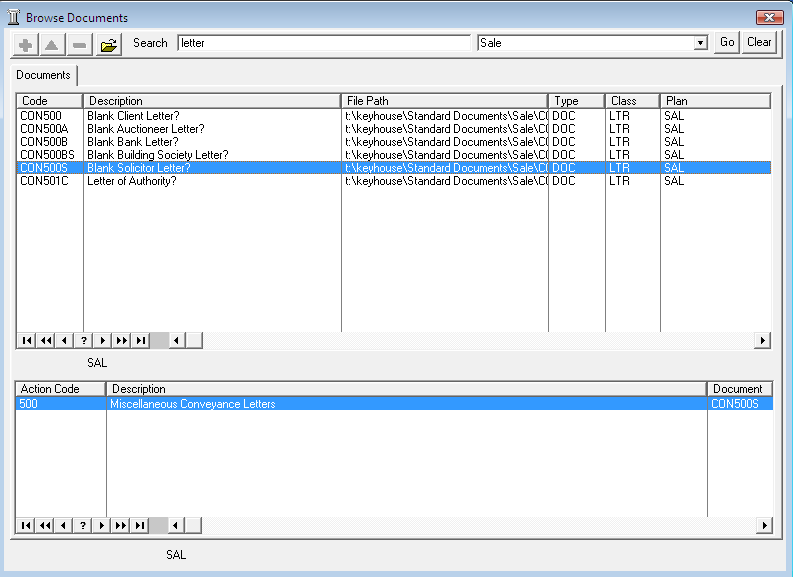 Browse Documents
Search letter Sale Go Clear
Documents
Code Description File Path Type Class Plan
CON500 Blank Client Letter? t:\keyhouse\Standard Documents\Sale\C( DOC LTR SAL
CON500A Blank Auctioneer Letter? t:\keyhouse\Standard Documents\Sale\C( DOC LTR SAL
CON500B Blank Bank Letter? t:\keyhouse\Standard Documents\Sale\C( DOC LTR SAL
CON500BS Blank Building Society Letter? t:\keyhouse\Standard Documents\Sale\C( DOC LTR SAL
CON500S Blank Solicitor Letter? t:\keyhouse\Standard Documents\Sale\C( DOC LTR SAL
CON501C Letter of Authority? t:\keyhouse\Standard Documents\Sale\C( DOC LTR SAL
?
SAL
Action Code Description Document
500 Miscellaneous Conveyance Letters CON500S
?
SAL